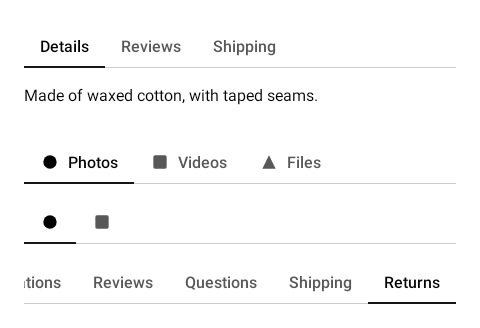 Details Reviews Shipping
Made of waxed cotton, with taped seams.
Photos Videos Files
Reviews Questions Shipping Returns